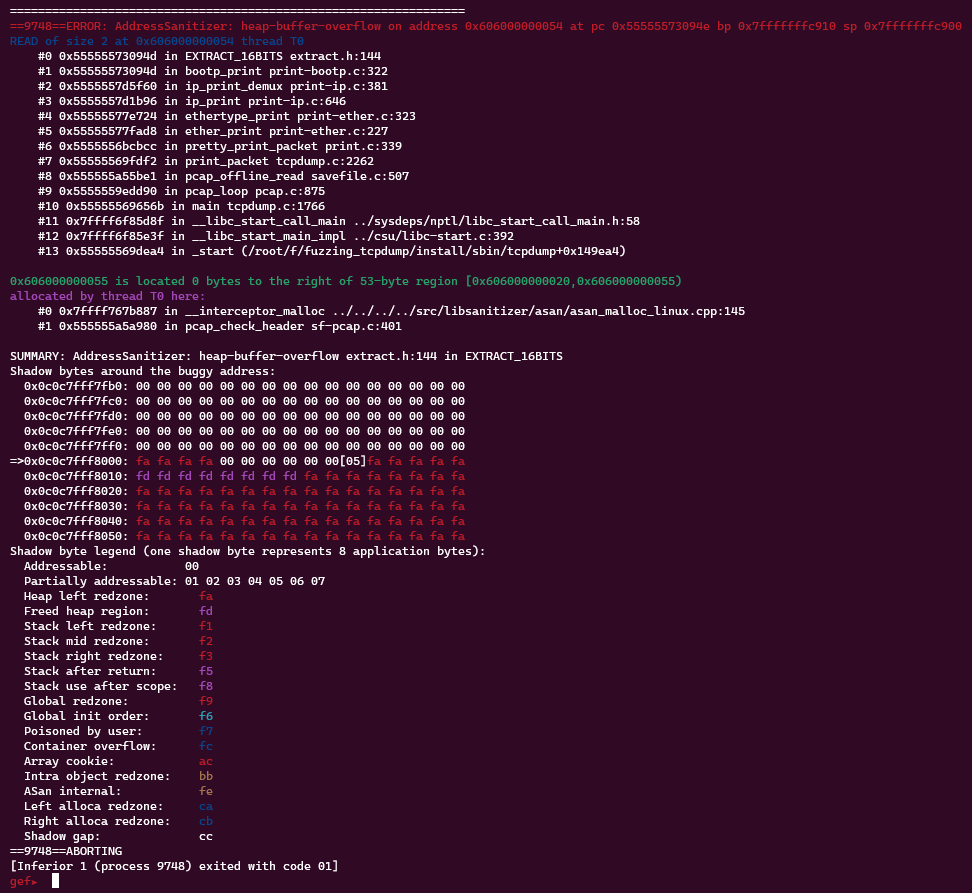 =================================================================
==9748==ERROR: AddressSanitizer: heap-buffer-overflow on address 0x606000000054 at pc 0x55555573094e bp 0x7fffffffc910 sp 0x7fffffffc900
READ of size 2 at 0x606000000054 thread T0
    #0 0x55555573094d in EXTRACT_16BITS extract.h:144
    #1 0x55555573094d in bootp_print print-bootp.c:322
    #2 0x5555557d5f60 in ip_print_demux print-ip.c:381
    #3 0x5555557d1b96 in ip_print print-ip.c:646
    #4 0x55555577e724 in ethertype_print print-ether.c:323
    #5 0x55555577fad8 in ether_print print-ether.c:227
    #6 0x5555556bcbcc in pretty_print_packet print.c:339
    #7 0x55555569fdf2 in print_packet tcpdump.c:2262
    #8 0x555555a55be1 in pcap_offline_read savefile.c:507
    #9 0x5555559edd90 in pcap_loop pcap.c:875
    #10 0x55555569656b in main tcpdump.c:1766
    #11 0x7ffff6f85d8f in __libc_start_call_main ../sysdeps/nptl/libc_start_call_main.h:58
    #12 0x7ffff6f85e3f in __libc_start_main_impl ../csu/libc-start.c:392
    #13 0x55555569dea4 in _start (/root/f/fuzzing_tcpdump/install/sbin/tcpdump+0x149ea4)

0x606000000055 is located 0 bytes to the right of 53-byte region [0x606000000020,0x606000000055)
allocated by thread T0 here:
    #0 0x7ffff767b887 in __interceptor_malloc ../../../../src/libsanitizer/asan/asan_malloc_linux.cpp:145
    #1 0x555555a5a980 in pcap_check_header sf-pcap.c:401

SUMMARY: AddressSanitizer: heap-buffer-overflow extract.h:144 in EXTRACT_16BITS
Shadow bytes around the buggy address:
  0x0c0c7fff7fb0: 00 00 00 00 00 00 00 00 00 00 00 00 00 00 00 00
  0x0c0c7fff7fc0: 00 00 00 00 00 00 00 00 00 00 00 00 00 00 00 00
  0x0c0c7fff7fd0: 00 00 00 00 00 00 00 00 00 00 00 00 00 00 00 00
  0x0c0c7fff7fe0: 00 00 00 00 00 00 00 00 00 00 00 00 00 00 00 00
  0x0c0c7fff7ff0: 00 00 00 00 00 00 00 00 00 00 00 00 00 00 00 00
=>0x0c0c7fff8000: fa fa fa fa 00 00 00 00 00 00[05]fa fa fa fa fa
  0x0c0c7fff8010: fd fd fd fd fd fd fd fd fa fa fa fa fa fa fa fa
  0x0c0c7fff8020: fa fa fa fa fa fa fa fa fa fa fa fa fa fa fa fa
  0x0c0c7fff8030: fa fa fa fa fa fa fa fa fa fa fa fa fa fa fa fa
  0x0c0c7fff8040: fa fa fa fa fa fa fa fa fa fa fa fa fa fa fa fa
  0x0c0c7fff8050: fa fa fa fa fa fa fa fa fa fa fa fa fa fa fa fa
Shadow byte legend (one shadow byte represents 8 application bytes):
  Addressable:           00
  Partially addressable: 01 02 03 04 05 06 07
  Heap left redzone:       fa
  Freed heap region:       fd
  Stack left redzone:      f1
  Stack mid redzone:       f2
  Stack right redzone:     f3
  Stack after return:      f5
  Stack use after scope:   f8
  Global redzone:          f9
  Global init order:       f6
  Poisoned by user:        f7
  Container overflow:      fc
  Array cookie:            ac
  Intra object redzone:    bb
  ASan internal:           fe
  Left alloca redzone:     ca
  Right alloca redzone:    cb
  Shadow gap:              cc
==9748==ABORTING
[Inferior 1 (process 9748) exited with code 01]
gef➤